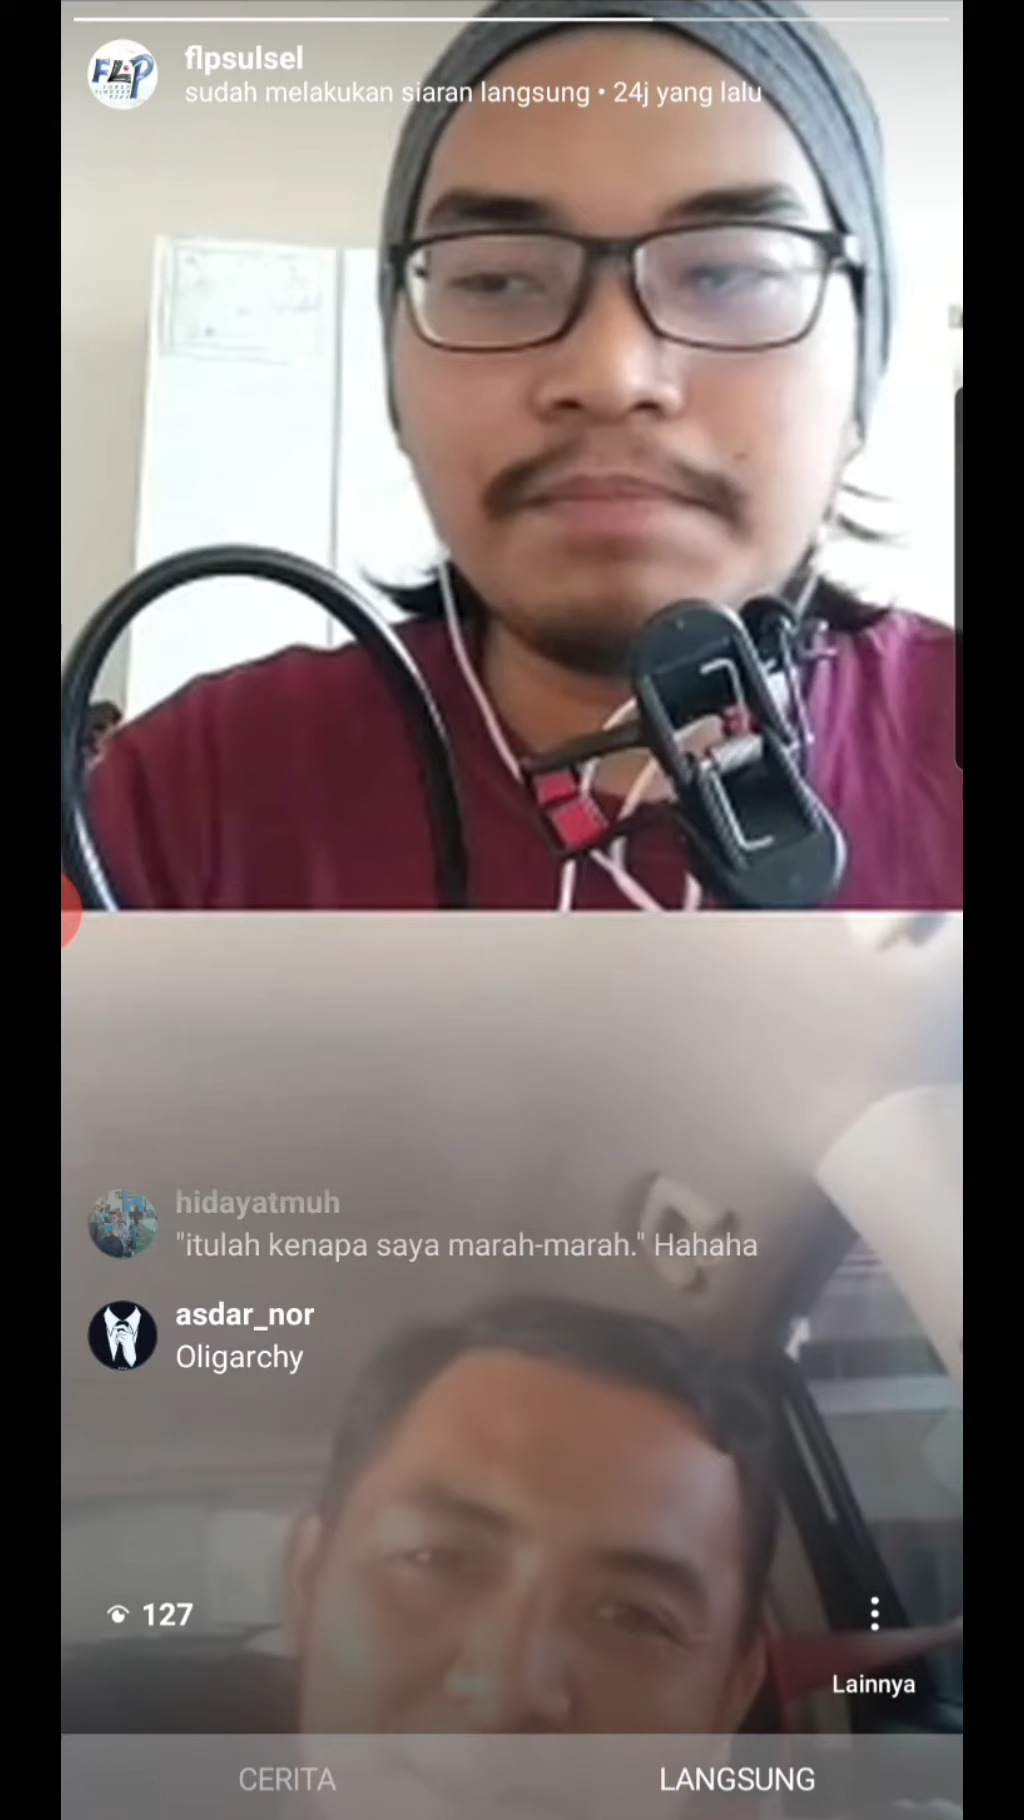 flpsulsel
sudah melakukan siaran langsung • 24j yang lalu
FLP
hidayatmuh
"itulah kenapa saya marah-marah." Hahaha
asdar_nor
Oligarchy
127
Lainnya
CERITA
LANGSUNG